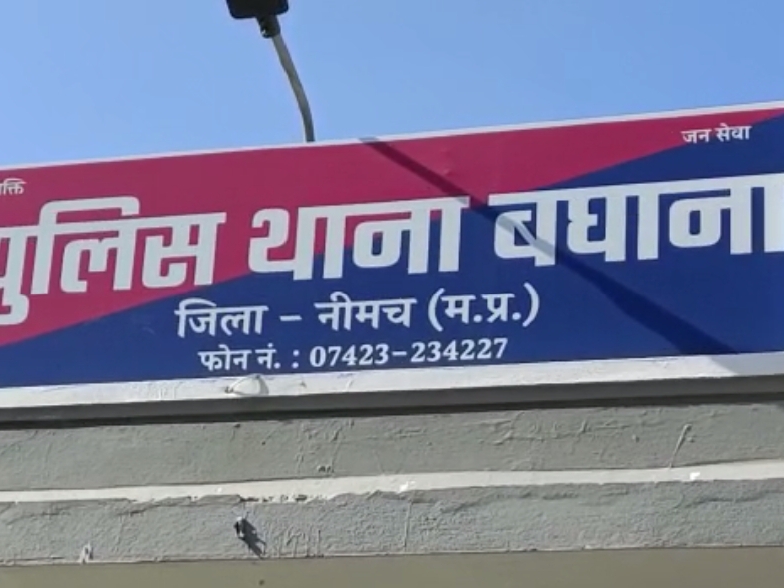 जन सेवा
पुलिस थाना बघाना
जिला – नीमच (म.प्र.)
फोन नं. : 07423-234227